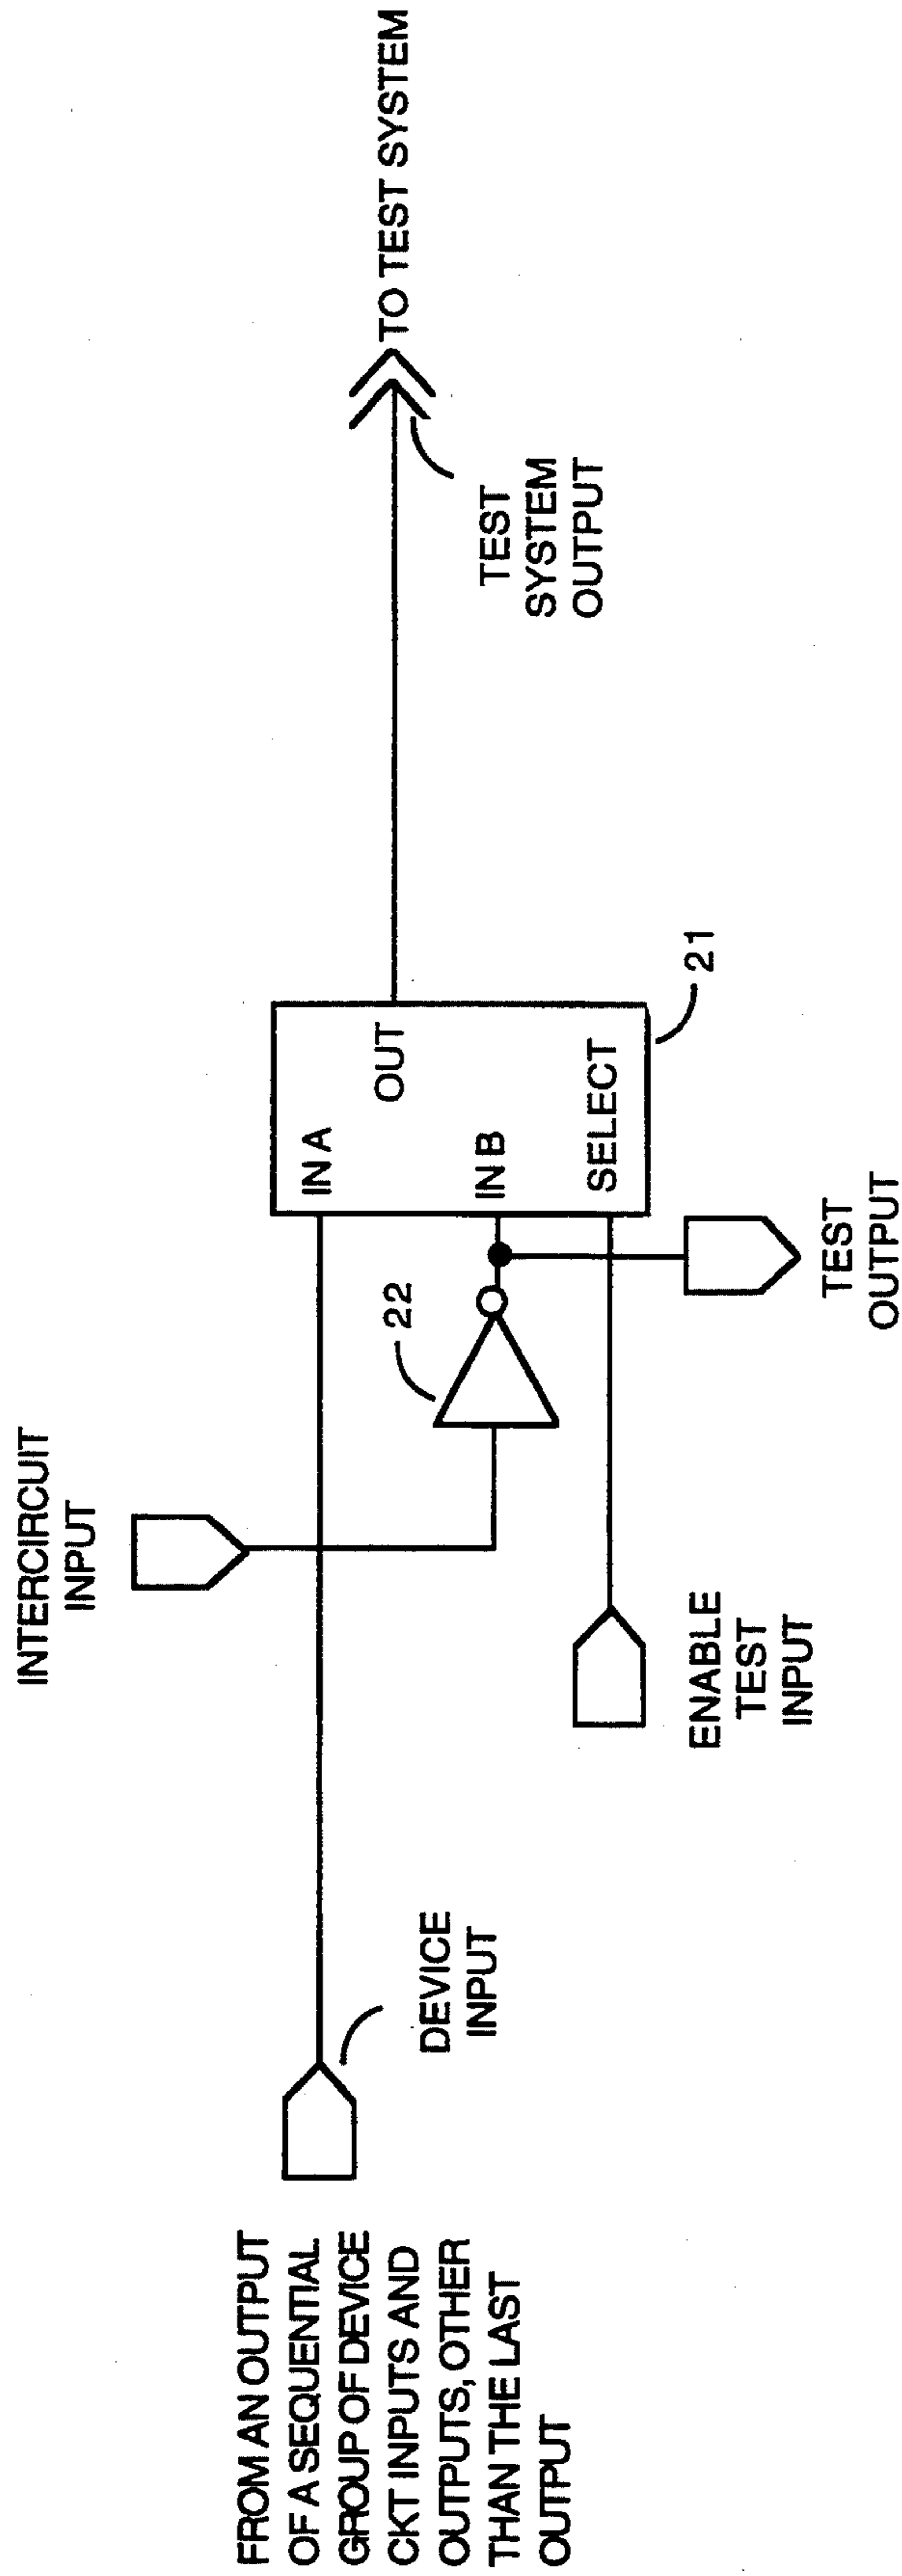 FROM AN OUTPUT
OF A SEQUENTIAL
GROUP OF DEVICE
CKT INPUTS AND
OUTPUTS, OTHER
THAN THE LAST
OUTPUT
DEVICE
INPUT
INTERCIRCUIT
INPUT
ENABLE
TEST
INPUT
22
TEST
OUTPUT
IN A
OUT
IN B
SELECT
21
TEST
SYSTEM
OUTPUT
TO TEST SYSTEM